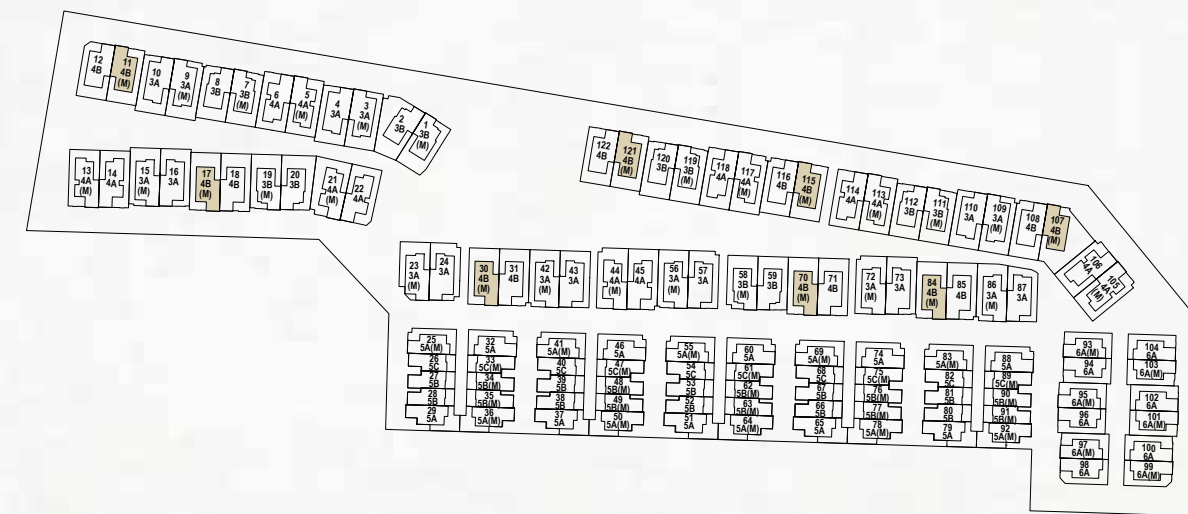 12
4B
11
4B
(M)
10
3A
9
3A
(M)
8
3B
7
3B
(M)
6
4A
5
4A
(M)
4
3A
3
3A
(M)
2
3B
1
3B
(M)
13
4A
(M)
14
4A
15
3A
(M)
16
3A
17
4B
(M)
18
4B
19
3B
(M)
20
3B
21
4A
(M)
22
4A
122
4B
121
4B
(M)
120
3B
119
3B
(M)
118
4A
117
4A
(M)
116
4B
115
4B
(M)
114
4A
113
4A
(M)
112
3B
111
3B
(M)
110
3A
109
3A
(M)
108
4B
107
4B
(M)
106
4A
105
4A
(M)
23
3A
(M)
24
3A
30
4B
(M)
31
4B
42
3A
(M)
43
3A
44
4A
(M)
45
4A
56
3A
(M)
57
3A
58
3B
(M)
59
3B
70
4B
(M)
71
4B
72
3A
(M)
73
3A
84
4B
(M)
85
4B
86
3A
(M)
87
3A
25
5A(M)
26
5C
27
5B
28
5B
29
5A
32
5A
33
5C(M)
34
5B(M)
35
5B(M)
36
5A(M)
41
5A(M)
40
5C
39
5B
38
5B
37
5A
46
5A
47
5C(M)
48
5B(M)
49
5B(M)
50
5A(M)
55
5A(M)
54
5C
53
5B
52
5B
51
5A
60
5A
61
5C(M)
62
5B(M)
63
5B(M)
64
5A(M)
69
5A(M)
68
5C
67
5B
66
5B
65
5A
74
5A
75
5C(M)
76
5B(M)
77
5B(M)
78
5A(M)
83
5A(M)
82
5C
81
5B
80
5B
79
5A
88
5A
89
5C(M)
90
5B(M)
91
5B(M)
92
5A(M)
93
6A(M)
94
6A
95
6A(M)
96
6A
97
6A(M)
98
6A
104
6A
103
6A(M)
102
6A
101
6A(M)
100
6A
99
6A(M)